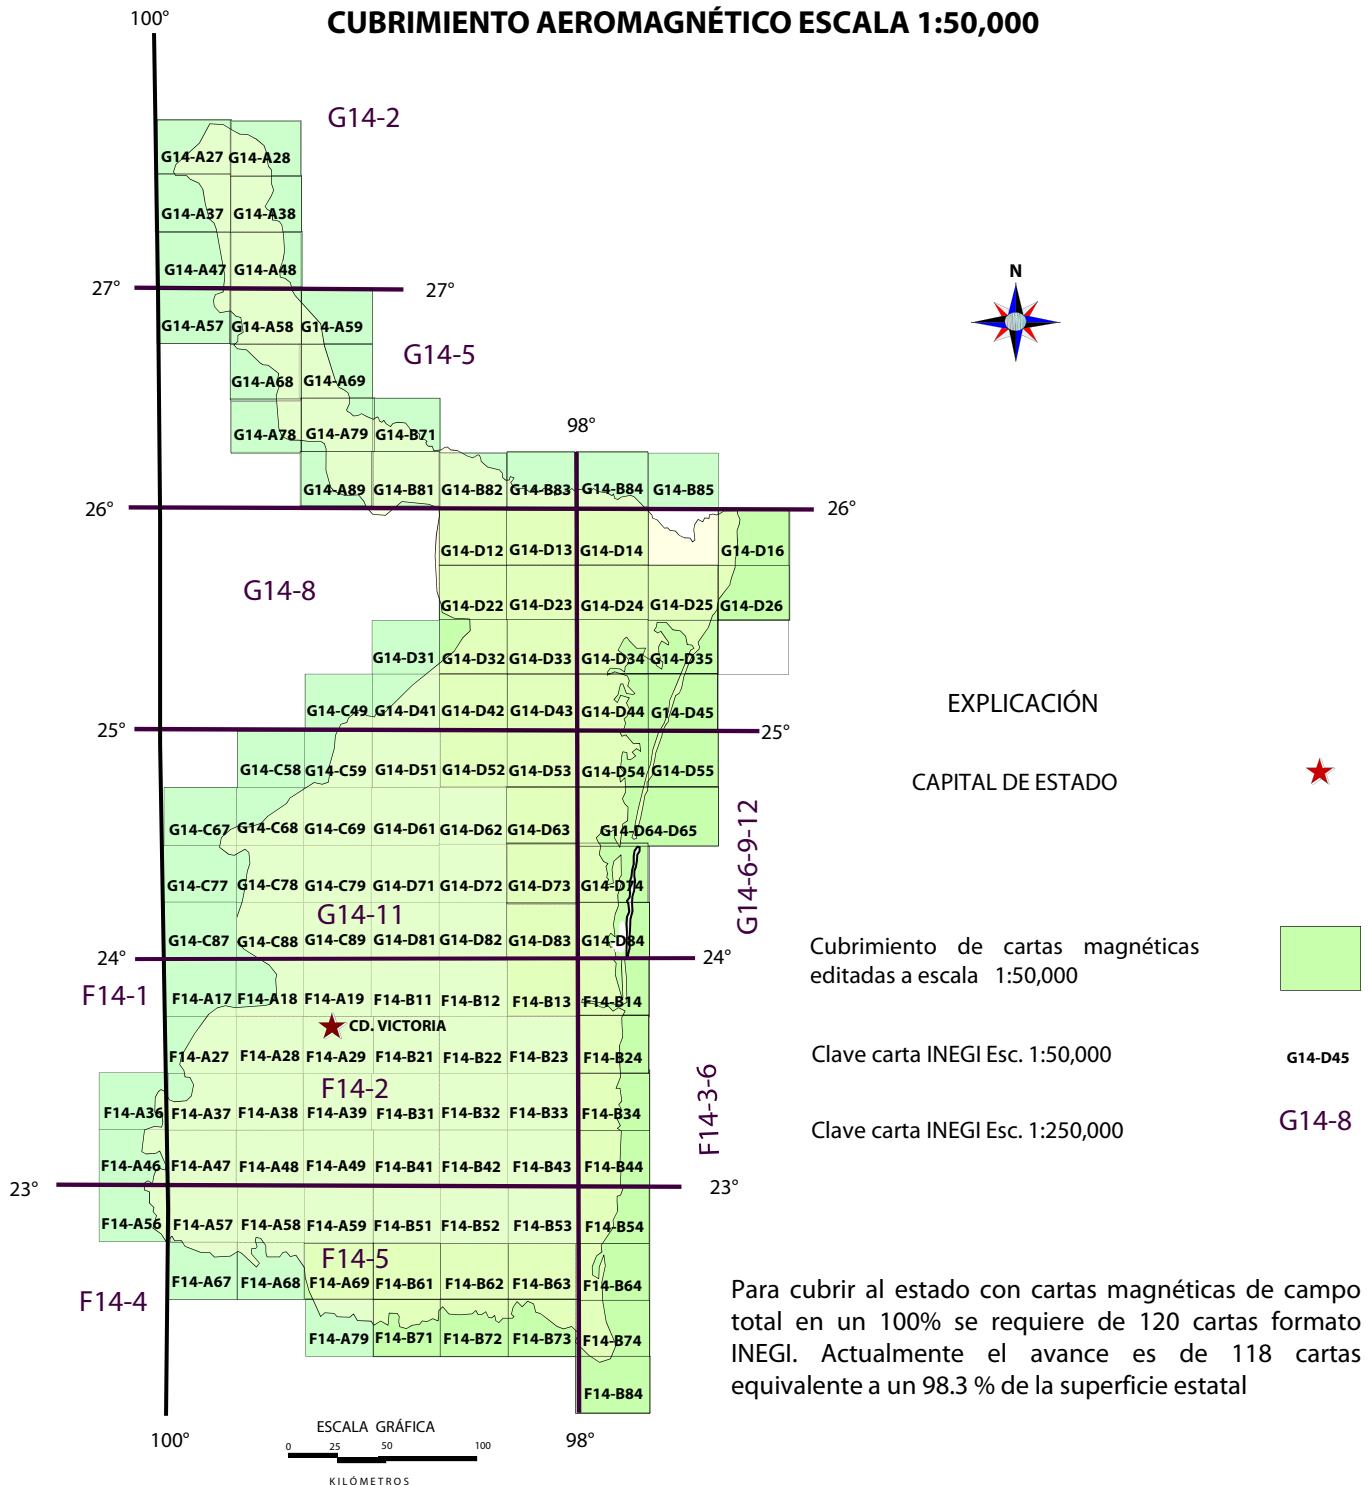 CUBRIMIENTO AEROMAGNÉTICO ESCALA 1:50,000
100°
G14-2
G14-A27 G14-A28
G14-A37 G14-A38
G14-A47 G14-A48
N
27° 27°
G14-A57 G14-A58 G14-A59
G14-5
G14-A68 G14-A69
98°
G14-A78 G14-A79 G14-B71
G14-A89 G14-B81 G14-B82 G14-B83 G14-B84 G14-B85
26° 26°
G14-D12 G14-D13 G14-D14 G14-D16
G14-8
G14-D22 G14-D23 G14-D24 G14-D25 G14-D26
G14-D31 G14-D32 G14-D33 G14-D34 G14-D35
EXPLICACIÓN
G14-C49 G14-D41 G14-D42 G14-D43 G14-D44 G14-D45
25° 25°
G14-C58 G14-C59 G14-D51 G14-D52 G14-D53 G14-D54 G14-D55
CAPITAL DE ESTADO
G14-C67 G14-C68 G14-C69 G14-D61 G14-D62 G14-D63 G14-D64-D65
G14-6-9-12
G14-C77 G14-C78 G14-C79 G14-D71 G14-D72 G14-D73 G14-D74
G14-11
G14-C87 G14-C88 G14-C89 G14-D81 G14-D82 G14-D83 G14-D84
Cubrimiento de cartas magnéticas
editadas a escala 1:50,000
24° 24°
F14-1
F14-A17 F14-A18 F14-A19 F14-B11 F14-B12 F14-B13 F14-B14
CD. VICTORIA
F14-A27 F14-A28 F14-A29 F14-B21 F14-B22 F14-B23 F14-B24
Clave carta INEGI Esc. 1:50,000 G14-D45
F14-2
F14-3-6
F14-A36 F14-A37 F14-A38 F14-A39 F14-B31 F14-B32 F14-B33 F14-B34
Clave carta INEGI Esc. 1:250,000 G14-8
F14-A46 F14-A47 F14-A48 F14-A49 F14-B41 F14-B42 F14-B43 F14-B44
23° 23°
F14-A56 F14-A57 F14-A58 F14-A59 F14-B51 F14-B52 F14-B53 F14-B54
F14-5
F14-A67 F14-A68 F14-A69 F14-B61 F14-B62 F14-B63 F14-B64
F14-4
F14-A79 F14-B71 F14-B72 F14-B73 F14-B74
F14-B84
Para cubrir al estado con cartas magnéticas de campo
total en un 100% se requiere de 120 cartas formato
INEGI. Actualmente el avance es de 118 cartas
equivalente a un 98.3 % de la superficie estatal
100° 98°
ESCALA GRÁFICA
0 25 50 100
KILÓMETROS